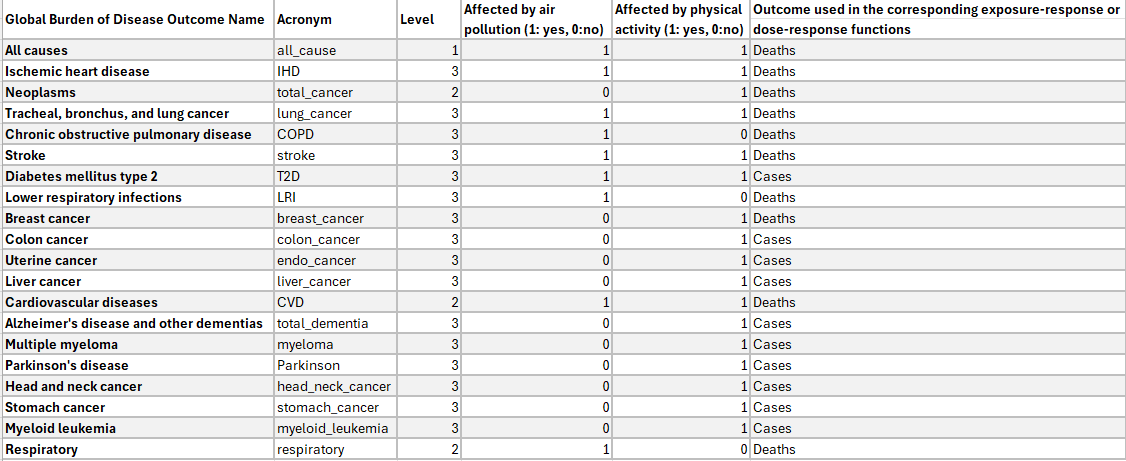 Global Burden of Disease Outcome Name Acronym Level Affected by air pollution (1: yes, 0:no) Affected by physical activity (1: yes, 0:no) Outcome used in the corresponding exposure-response or dose-response functions
All causes all_cause 1 1 1 Deaths
Ischemic heart disease IHD 3 1 1 Deaths
Neoplasms total_cancer 2 0 1 Deaths
Tracheal, bronchus, and lung cancer lung_cancer 3 1 1 Deaths
Chronic obstructive pulmonary disease COPD 3 1 0 Deaths
Stroke stroke 3 1 1 Deaths
Diabetes mellitus type 2 T2D 3 1 1 Cases
Lower respiratory infections LRI 3 1 0 Deaths
Breast cancer breast_cancer 3 0 1 Deaths
Colon cancer colon_cancer 3 0 1 Cases
Uterine cancer endo_cancer 3 0 1 Cases
Liver cancer liver_cancer 3 0 1 Cases
Cardiovascular diseases CVD 2 1 1 Deaths
Alzheimer's disease and other dementias total_dementia 3 0 1 Cases
Multiple myeloma myeloma 3 0 1 Cases
Parkinson's disease Parkinson 3 0 1 Cases
Head and neck cancer head_neck_cancer 3 0 1 Cases
Stomach cancer stomach_cancer 3 0 1 Cases
Myeloid leukemia myeloid_leukemia 3 0 1 Cases
Respiratory respiratory 2 1 0 Deaths